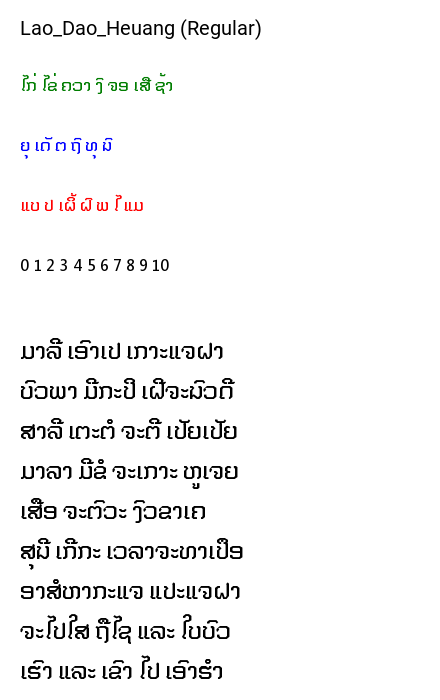 Lao_Dao_Heuang (Regular)
ໄກ່ ໄຂ່ ຄວາ ງົ ຈອ ເສື ຊ້າ
ຍຸ ເດັ ຕ ຖົ ທຸ ມົ
ແບ ປ ເຜິ້ ຝົ ພ ໄ ແມ
0 1 2 3 4 5 6 7 8 9 10
ມາລີ ເອົາເປ ເກາະແຈຝາ
ບົວພາ ມີກະປິ ເຝີຈະມົວດີ
ສາລີ ເຕະຕໍ ຈະຕີ ເປັຍເປັຍ
ມາລາ ມີຂໍ ຈະເກາະ ຫູເຈຍ
ເສືອ ຈະຕົວະ ງົວຂາເຄ
ສຸມີ ເກີກະ ເວລາຈະທາເປືອ
ອາສໍຫາກະແຈ ແປະແຈຝາ
ຈະໄປໃສ ຖືໄຊ ແລະ ໃບບົວ
ເຮົາ ແລະ ເຂົາ ໄປ ເອົາຮໍາ